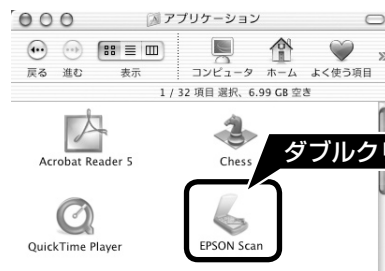 アプリケーション
戻る 進む 表示 コンピュータ ホーム よく使う項目
1 / 32 項目 選択、6.99 GB 空き
Acrobat Reader 5 Chess
ダブルク
QuickTime Player EPSON Scan